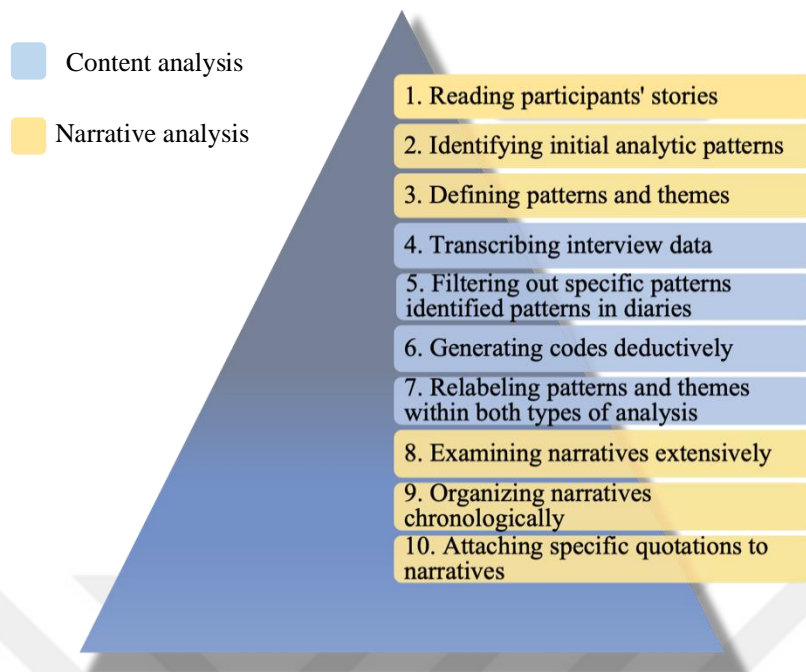 Content analysis
Narrative analysis
1. Reading participants' stories
2. Identifying initial analytic patterns
3. Defining patterns and themes
4. Transcribing interview data
5. Filtering out specific patterns
identified patterns in diaries
6. Generating codes deductively
7. Relabeling patterns and themes
within both types of analysis
8. Examining narratives extensively
9. Organizing narratives
chronologically
10. Attaching specific quotations to
narratives